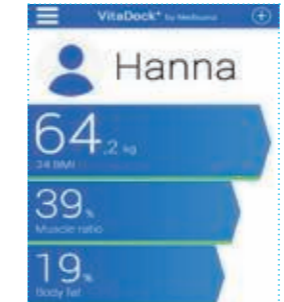 VitaDock+ by Medisana
Hanna
64.2 kg
24 BMI
39%
Muscle ratio
19%
Body fat